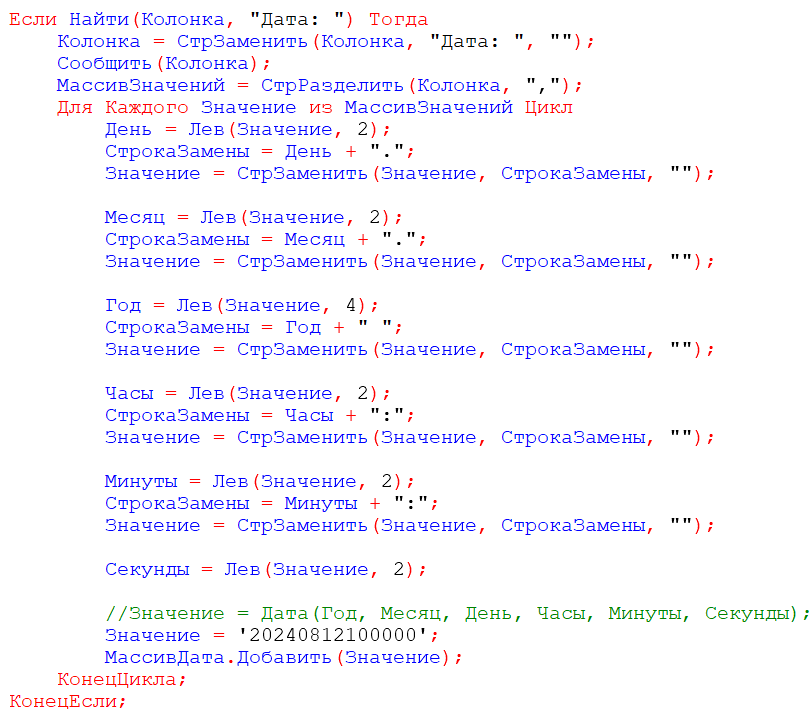 Если Найти(Колонка, "Дата: ") Тогда
    Колонка = СтрЗаменить(Колонка, "Дата: ", "");
    Сообщить(Колонка);
    МассивЗначений = СтрРазделить(Колонка, ",");
    Для Каждого Значение из МассивЗначений Цикл
        День = Лев(Значение, 2);
        СтрокаЗамены = День + ".";
        Значение = СтрЗаменить(Значение, СтрокаЗамены, "");

        Месяц = Лев(Значение, 2);
        СтрокаЗамены = Месяц + ".";
        Значение = СтрЗаменить(Значение, СтрокаЗамены, "");

        Год = Лев(Значение, 4);
        СтрокаЗамены = Год + " ";
        Значение = СтрЗаменить(Значение, СтрокаЗамены, "");

        Часы = Лев(Значение, 2);
        СтрокаЗамены = Часы + ":";
        Значение = СтрЗаменить(Значение, СтрокаЗамены, "");

        Минуты = Лев(Значение, 2);
        СтрокаЗамены = Минуты + ":";
        Значение = СтрЗаменить(Значение, СтрокаЗамены, "");

        Секунды = Лев(Значение, 2);

        //Значение = Дата(Год, Месяц, День, Часы, Минуты, Секунды);
        Значение = '20240812100000';
        МассивДата.Добавить(Значение);
    КонецЦикла;
КонецЕсли;